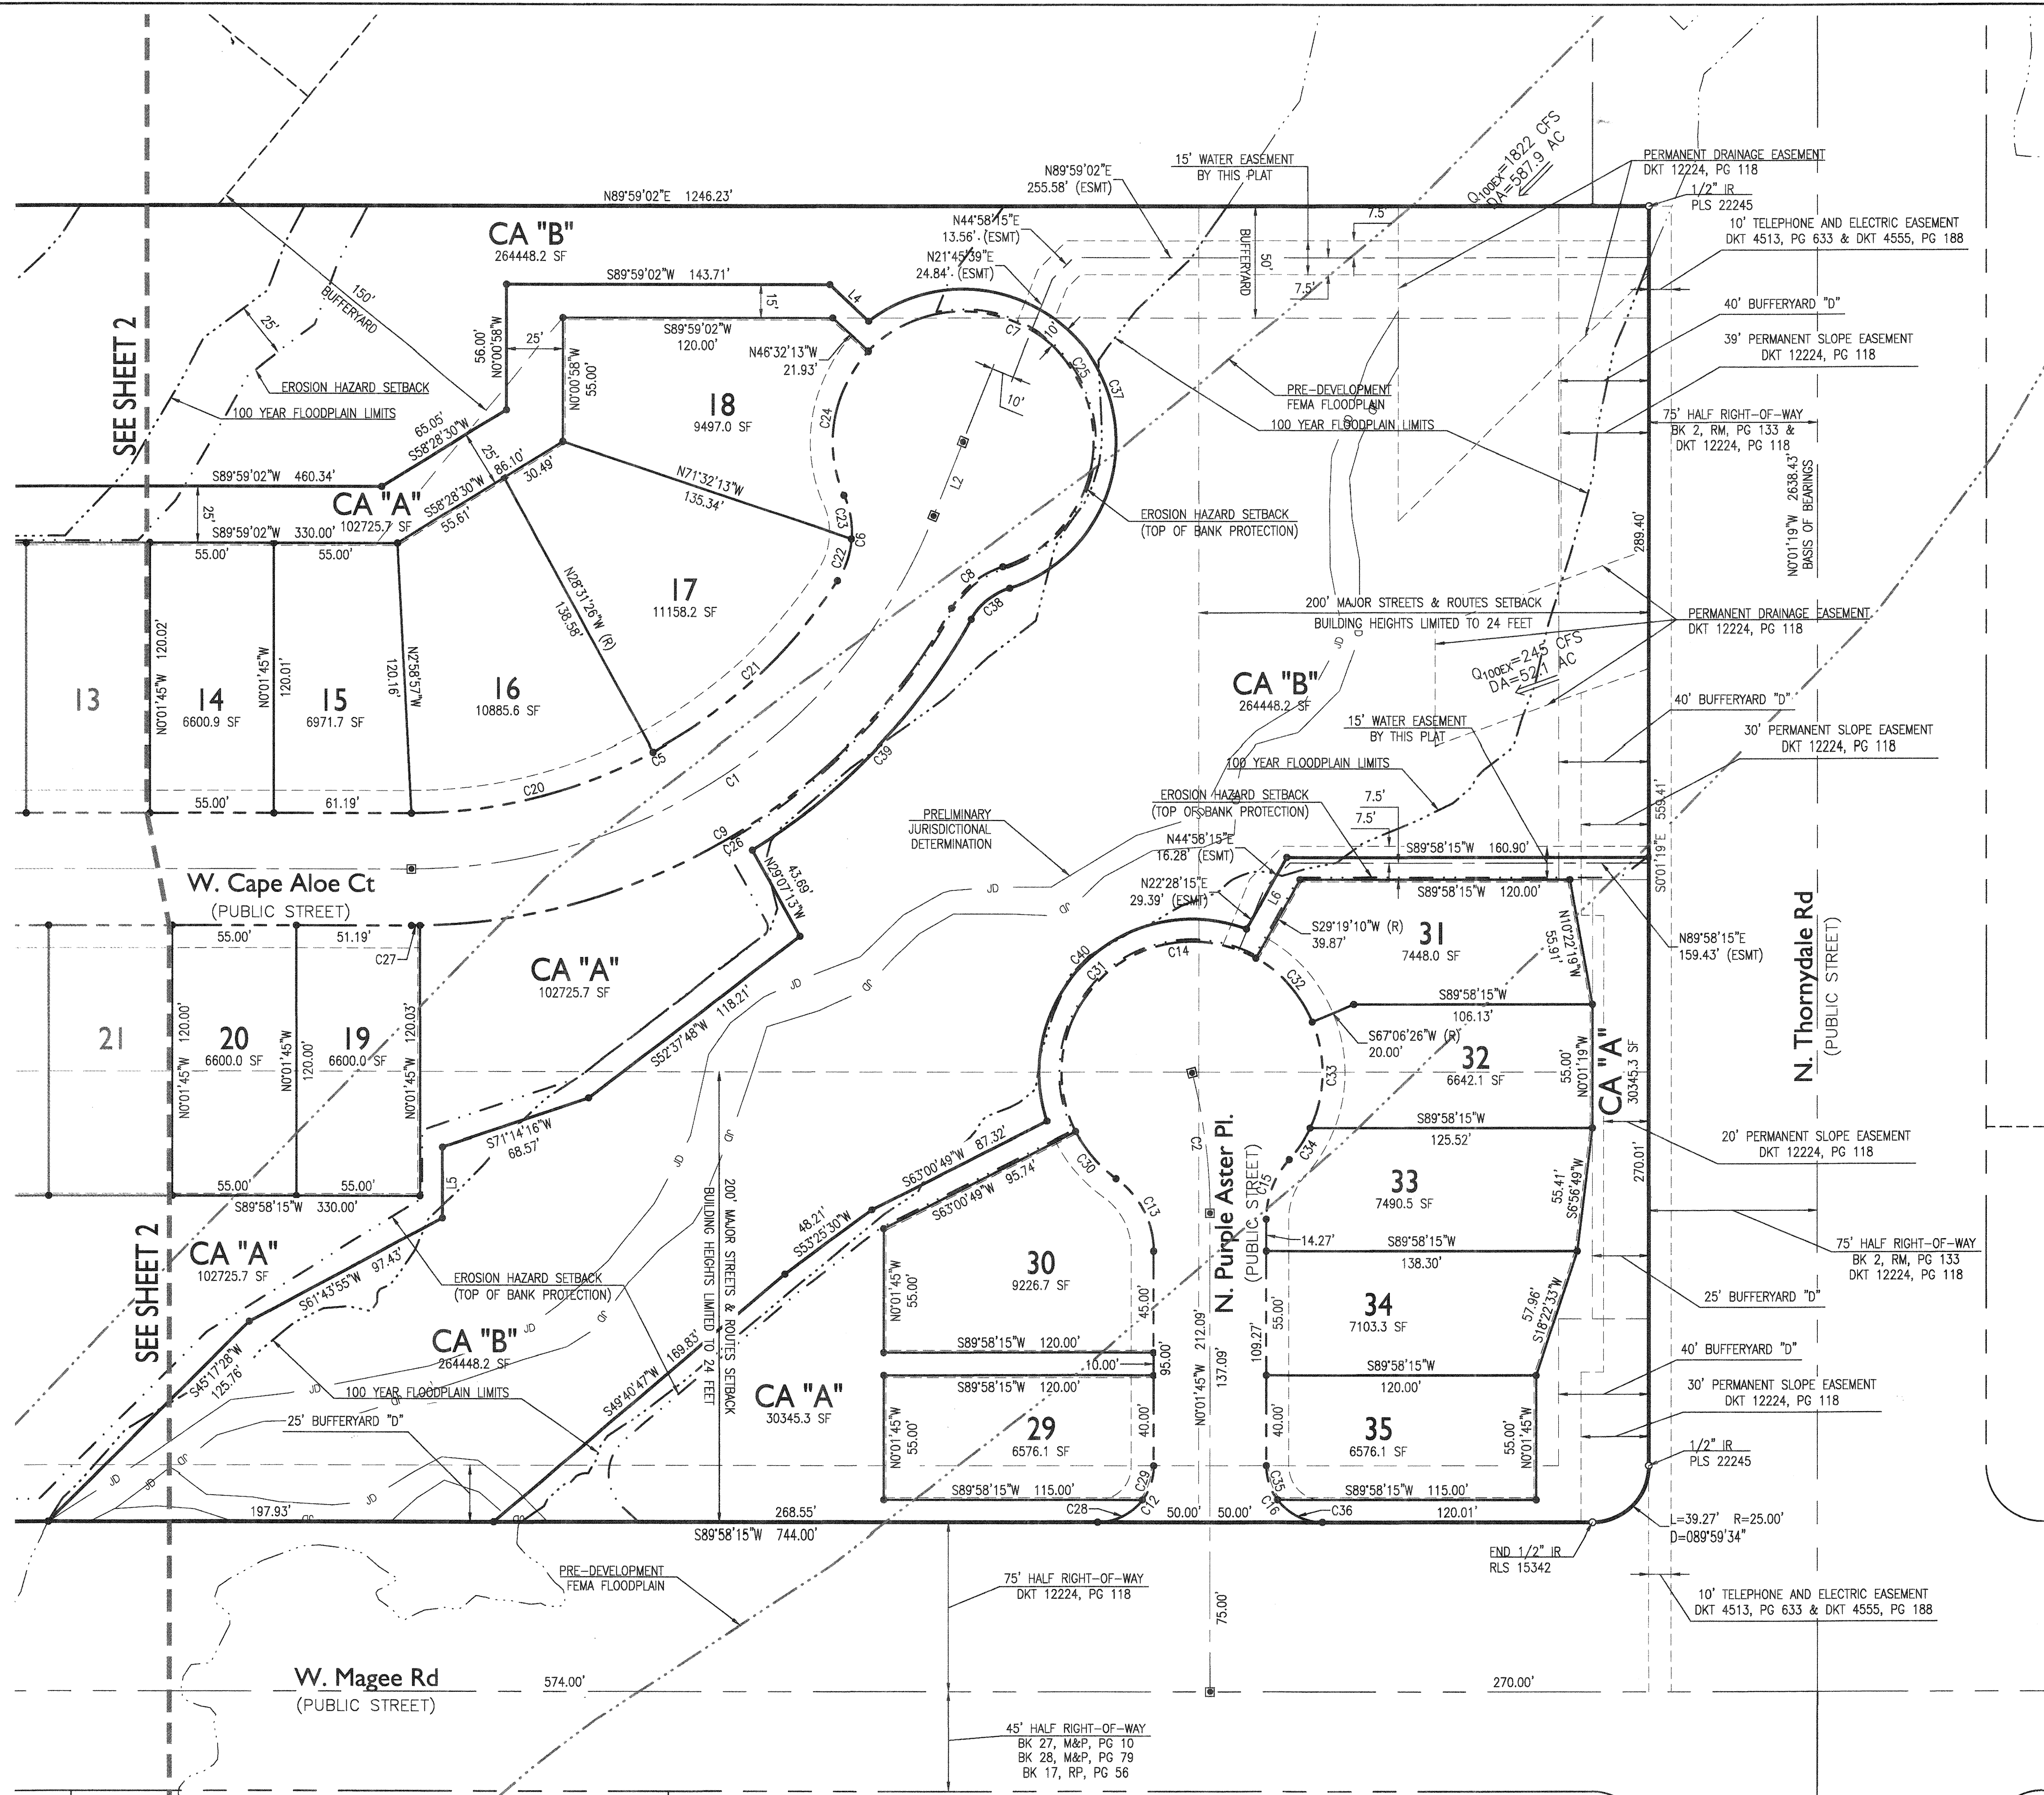 N89°59'02"E 1246.23'
CA "B"
264448.2 SF
SEE SHEET 2
150'
BUFFERYARD
25'
EROSION HAZARD SETBACK
100 YEAR FLOODPLAIN LIMITS
S89°59'02"W 143.71'
L4
15'
56.00'
N0°00'58"W
25'
S89°59'02"W
120.00'
N46°32'13"W
21.93'
N0°00'58"W
55.00'
18
9497.0 SF
C24
C7
10'
C25
C37
10'
N44°58'15"E
13.56' (ESMT)
N21°45'39"E
24.84' (ESMT)
N89°59'02"E
255.58' (ESMT)
15' WATER EASEMENT
BY THIS PLAT
BUFFERYARD
50'
7.5'
7.5'
Q100EX=1822 CFS
DA=587.9 AC
PERMANENT DRAINAGE EASEMENT
DKT 12224, PG 118
1/2" IR
PLS 22245
10' TELEPHONE AND ELECTRIC EASEMENT
DKT 4513, PG 633 & DKT 4555, PG 188
40' BUFFERYARD "D"
39' PERMANENT SLOPE EASEMENT
DKT 12224, PG 118
75' HALF RIGHT-OF-WAY
BK 2, RM, PG 133 &
DKT 12224, PG 118
N0°01'19"W 2638.43'
BASIS OF BEARINGS
289.40'
PRE-DEVELOPMENT
FEMA FLOODPLAIN
100 YEAR FLOODPLAIN LIMITS
65.05'
S58°28'30"W
25'
86.10'
30.49'
S58°28'30"W
55.61'
S89°59'02"W 460.34'
CA "A"
102725.7 SF
25'
S89°59'02"W 330.00'
55.00'
55.00'
N71°32'13"W
135.34'
C23
C6
C22
L2
EROSION HAZARD SETBACK
(TOP OF BANK PROTECTION)
C8
C38
17
11158.2 SF
N28°31'26"W (R)
138.58'
C21
C5
C20
C1
C39
C9
C26
13
N0°01'45"W 120.02'
14
6600.9 SF
N0°01'45"W
120.01'
15
6971.7 SF
N2°58'57"W
120.16'
16
10885.6 SF
55.00'
61.19'
200' MAJOR STREETS & ROUTES SETBACK
BUILDING HEIGHTS LIMITED TO 24 FEET
JD
JD
JD
Q100EX=245 CFS
DA=52.1 AC
PERMANENT DRAINAGE EASEMENT
DKT 12224, PG 118
CA "B"
264448.2 SF
15' WATER EASEMENT
BY THIS PLAT
40' BUFFERYARD "D"
30' PERMANENT SLOPE EASEMENT
DKT 12224, PG 118
100 YEAR FLOODPLAIN LIMITS
EROSION HAZARD SETBACK
(TOP OF BANK PROTECTION)
7.5'
7.5'
559.41'
S0°01'19"E
PRELIMINARY
JURISDICTIONAL
DETERMINATION
N44°58'15"E
16.28' (ESMT)
N22°28'15"E
29.39' (ESMT)
S89°58'15"W 160.90'
S89°58'15"W 120.00'
L6
S29°19'10"W (R)
39.87'
31
7448.0 SF
N10°22'19"W
55.91'
N89°58'15"E
159.43' (ESMT)
N. Thornydale Rd
(PUBLIC STREET)
W. Cape Aloe Ct
(PUBLIC STREET)
55.00'
51.19'
C27
N29°07'13"W
43.69'
CA "A"
102725.7 SF
JD
JD
JD
JD
21
N0°01'45"W 120.00'
20
6600.0 SF
N0°01'45"W
120.00'
19
6600.0 SF
N0°01'45"W 120.03'
S52°37'48"W 118.21'
C40
C31
C14
C32
S89°58'15"W
106.13'
S67°06'26"W (R)
20.00'
32
6642.1 SF
C33
55.00'
N0°01'19"W
CA "A"
30345.3 SF
S89°58'15"W
125.52'
C34
20' PERMANENT SLOPE EASEMENT
DKT 12224, PG 118
S71°14'16"W
68.57'
L5
55.00'
55.00'
S89°58'15"W 330.00'
JD
JD
S63°00'49"W 87.32'
S63°00'49"W 95.74'
C30
C13
C2
C15
N. Purple Aster Pl.
(PUBLIC STREET)
33
7490.5 SF
55.41'
S6°56'49"W
270.01'
14.27'
S89°58'15"W
138.30'
75' HALF RIGHT-OF-WAY
BK 2, RM, PG 133
DKT 12224, PG 118
SEE SHEET 2
CA "A"
102725.7 SF
S61°43'55"W 97.43'
EROSION HAZARD SETBACK
(TOP OF BANK PROTECTION)
48.21'
S53°25'30"W
30
9226.7 SF
N0°01'45"W
55.00'
45.00'
S89°58'15"W 120.00'
10.00'
95.00'
34
7103.3 SF
55.00'
109.27'
57.96'
S18°22'33"W
25' BUFFERYARD "D"
S45°17'28"W
125.76'
CA "B"
264448.2 SF
JD
JD
S49°40'47"W 169.83'
200' MAJOR STREETS & ROUTES SETBACK
BUILDING HEIGHTS LIMITED TO 24 FEET
CA "A"
30345.3 SF
S89°58'15"W 120.00'
S89°58'15"W
120.00'
N0°01'45"W 212.09'
137.09'
40' BUFFERYARD "D"
30' PERMANENT SLOPE EASEMENT
DKT 12224, PG 118
100 YEAR FLOODPLAIN LIMITS
25' BUFFERYARD "D"
JD
JD
JD
JD
JD
JD
JD
N0°01'45"W
55.00'
29
6576.1 SF
40.00'
C29
C12
40.00'
C35
C16
35
6576.1 SF
55.00'
N0°01'45"W
1/2" IR
PLS 22245
S89°58'15"W 115.00'
C28
S89°58'15"W 115.00'
C36
197.93'
268.55'
50.00'
50.00'
120.01'
S89°58'15"W 744.00'
L=39.27' R=25.00'
D=089°59'34"
FND 1/2" IR
RLS 15342
PRE-DEVELOPMENT
FEMA FLOODPLAIN
75' HALF RIGHT-OF-WAY
DKT 12224, PG 118
75.00'
10' TELEPHONE AND ELECTRIC EASEMENT
DKT 4513, PG 633 & DKT 4555, PG 188
W. Magee Rd
(PUBLIC STREET)
574.00'
270.00'
45' HALF RIGHT-OF-WAY
BK 27, M&P, PG 10
BK 28, M&P, PG 79
BK 17, RP, PG 56